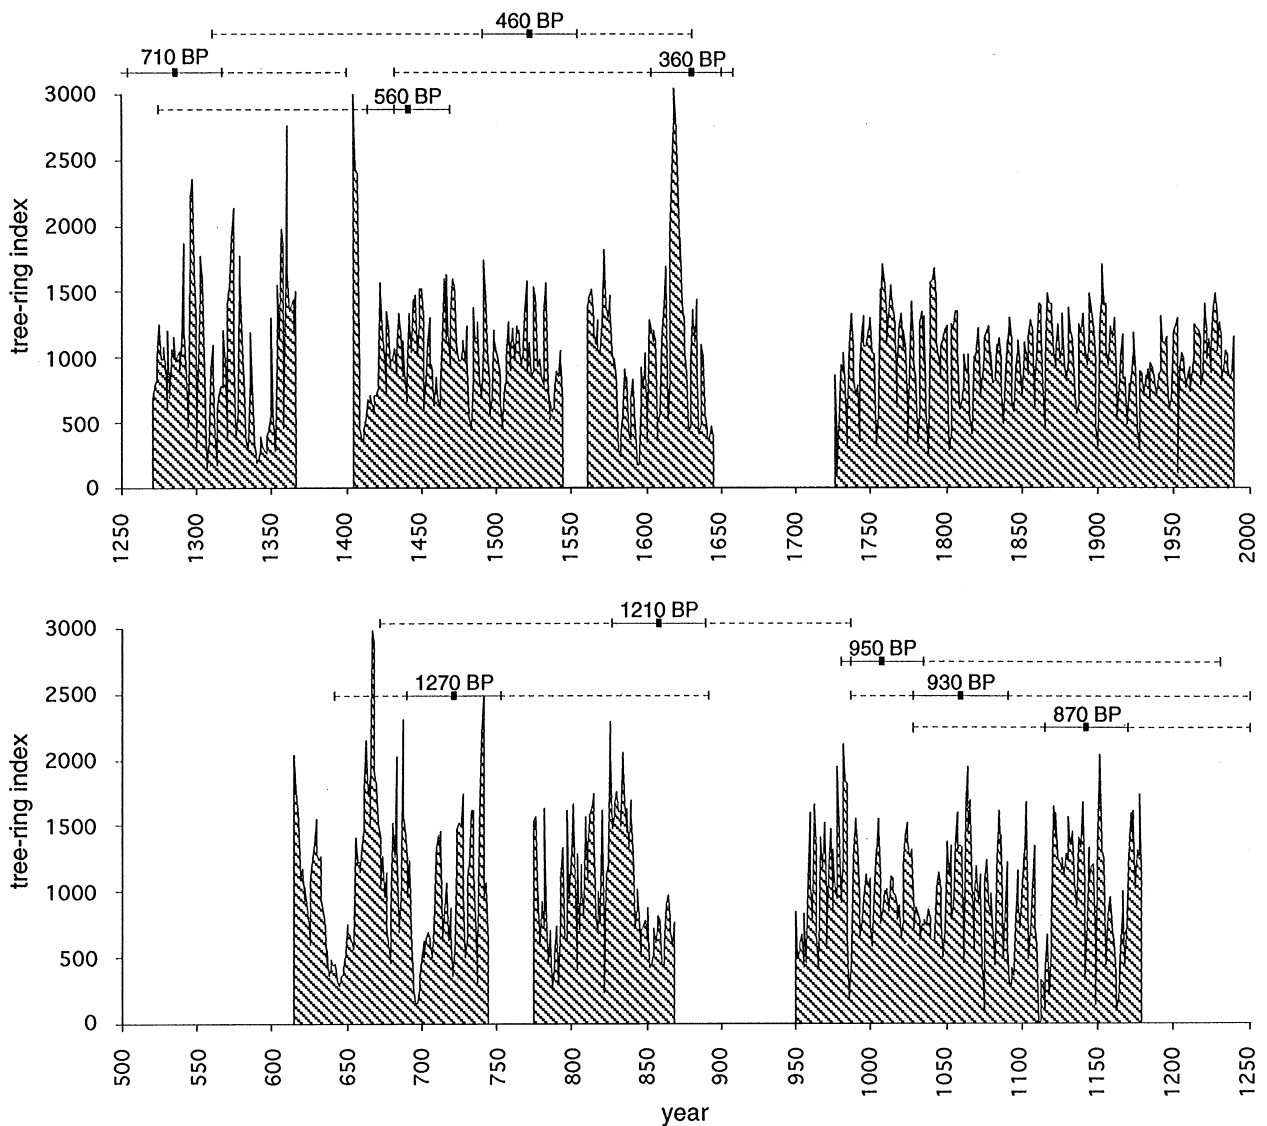 460 BP
710 BP
360 BP
560 BP
3000
2500
2000
1500
1000
500
0
tree-ring index
1250 1300 1350 1400 1450 1500 1550 1600 1650 1700 1750 1800 1850 1900 1950 2000
1210 BP
950 BP
1270 BP
930 BP
870 BP
3000
2500
2000
1500
1000
500
0
tree-ring index
500 550 600 650 700 750 800 850 900 950 1000 1050 1100 1150 1200 1250
year